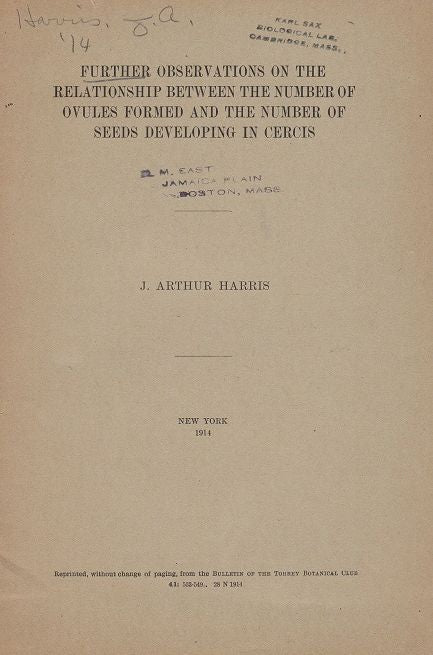 Harris, J. A.
'14
KARL SAX
BIOLOGICAL LAB.
CAMBRIDGE, MASS.
FURTHER OBSERVATIONS ON THE
RELATIONSHIP BETWEEN THE NUMBER OF
OVULES FORMED AND THE NUMBER OF
SEEDS DEVELOPING IN CERCIS
M. EAST
JAMAICA PLAIN
BOSTON, MASS.
J. ARTHUR HARRIS
NEW YORK
1914
Reprinted, without change of paging, from the BULLETIN OF THE TORREY BOTANICAL CLUB
41: 533-549., 28 N 1914